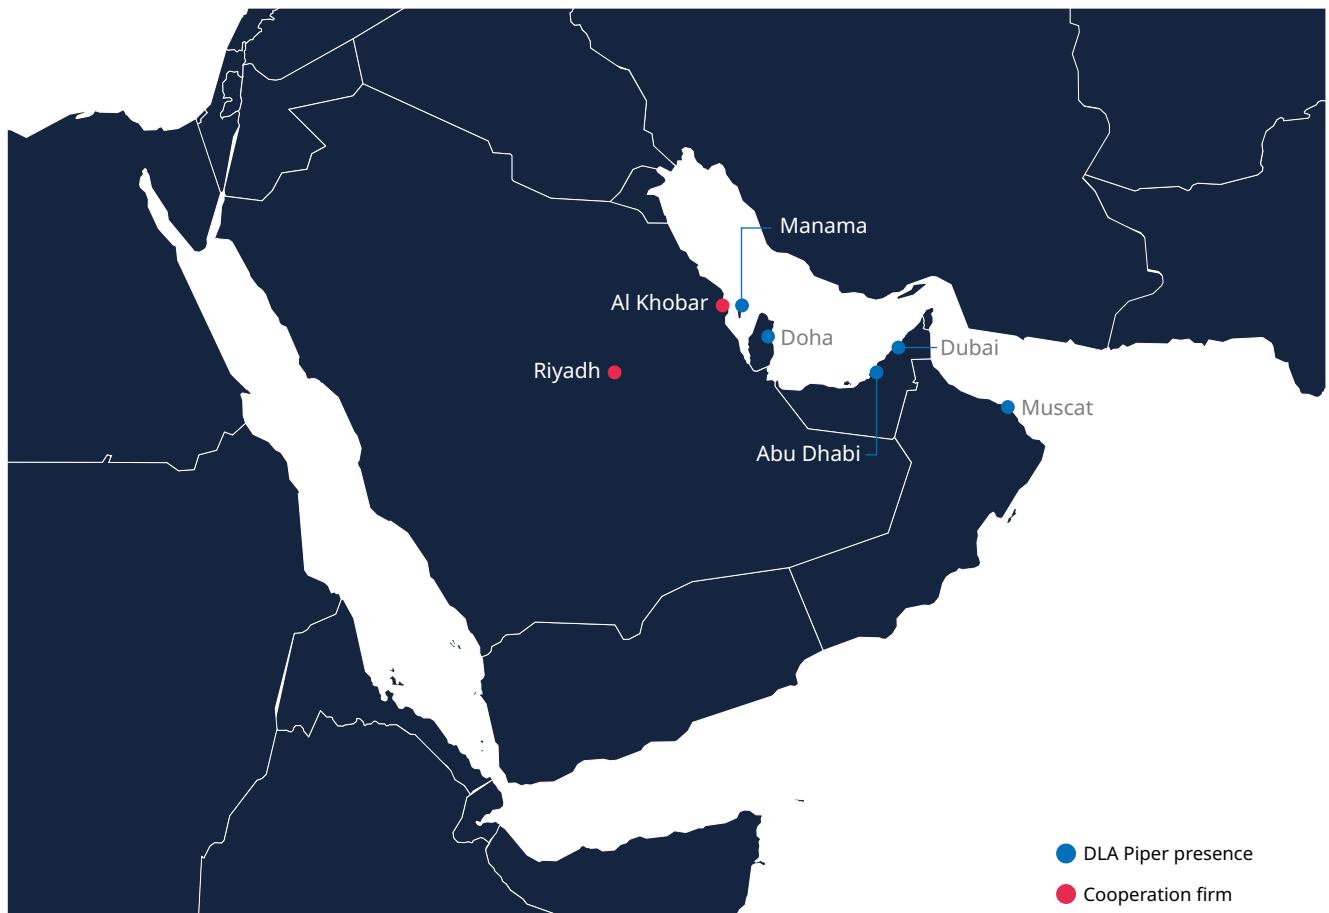 Manama
Al Khobar
Doha
Dubai
Riyadh
Muscat
Abu Dhabi
DLA Piper presence
Cooperation firm